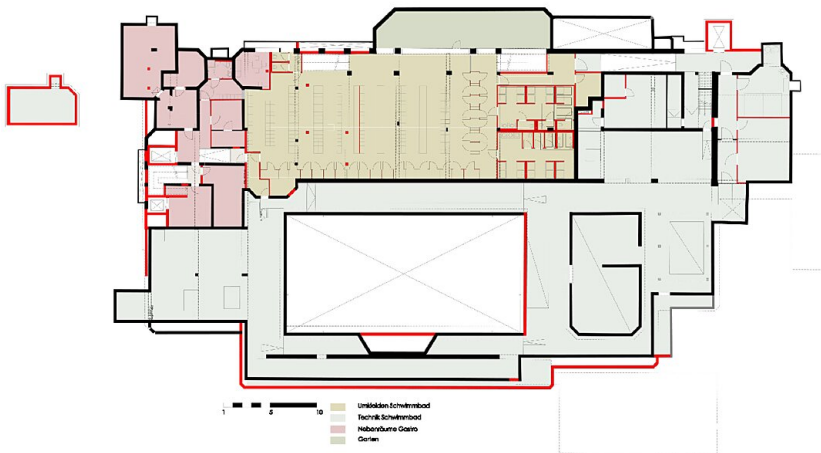 1 5 10
Umkleiden Schwimmbad
Technik Schwimmbad
Nebenräume Gastro
Garten